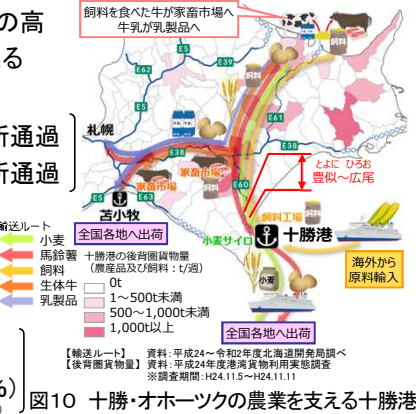 の高
る
所通過
所通過
飼料を食べた牛が家畜市場へ
牛乳が乳製品へ
飼料
飼料
E5
E39
E62
E61
E5
札幌
E38
E38
家畜市場
家畜市場
E60
とよに ひろお
豊似～広尾
E5
苫小牧
飼料工場
全国各地へ出荷
小麦サイロ
十勝港
輸送ルート
小麦
馬鈴薯
飼料
生体牛
乳製品
十勝港の後背圏貨物量
（農産品及び飼料：t/週）
0t
1～500t未満
500～1,000t未満
1,000t以上
海外から
原料輸入
小麦
全国各地へ出荷
【輸送ルート】 資料：平成24～令和2年度北海道開発局調べ
【後背圏貨物量】 資料：平成24年度港湾貨物利用実態調査
※調査期間：H24.11.5～H24.11.11
%)
図10 十勝・オホーツクの農業を支える十勝港